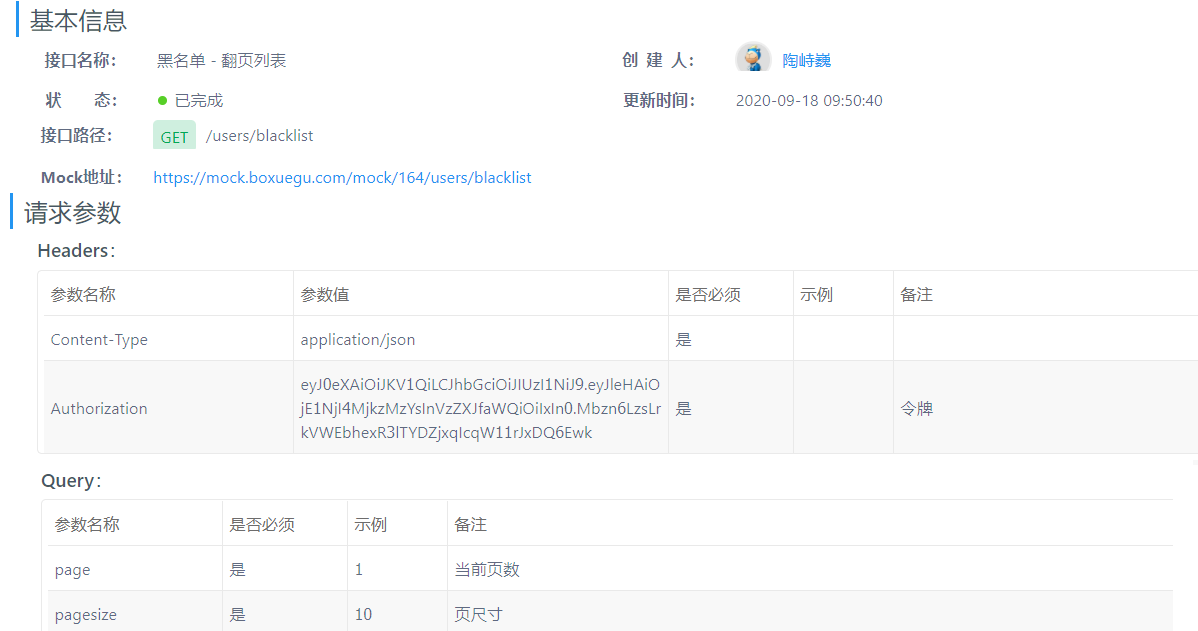 基本信息
接口名称: 黑名单 - 翻页列表 创 建 人: 陶峙巍
状 态: 已完成 更新时间: 2020-09-18 09:50:40
接口路径: GET /users/blacklist
Mock地址: https://mock.boxuegu.com/mock/164/users/blacklist
请求参数
Headers:
参数名称 参数值 是否必须 示例 备注
Content-Type application/json 是
eyJ0eXAiOiJKV1QiLCJhbGciOiJIUzI1NiJ9.eyJleHAiO
Authorization jE1NjI4MjkzMzYsInVzZXJfaWQiOiIxIn0.Mbzn6LzsLr 是 令牌
kVWEbhexR3lTYDZjxqIcqW11rJxDQ6Ewk
Query:
参数名称 是否必须 示例 备注
page 是 1 当前页数
pagesize 是 10 页尺寸